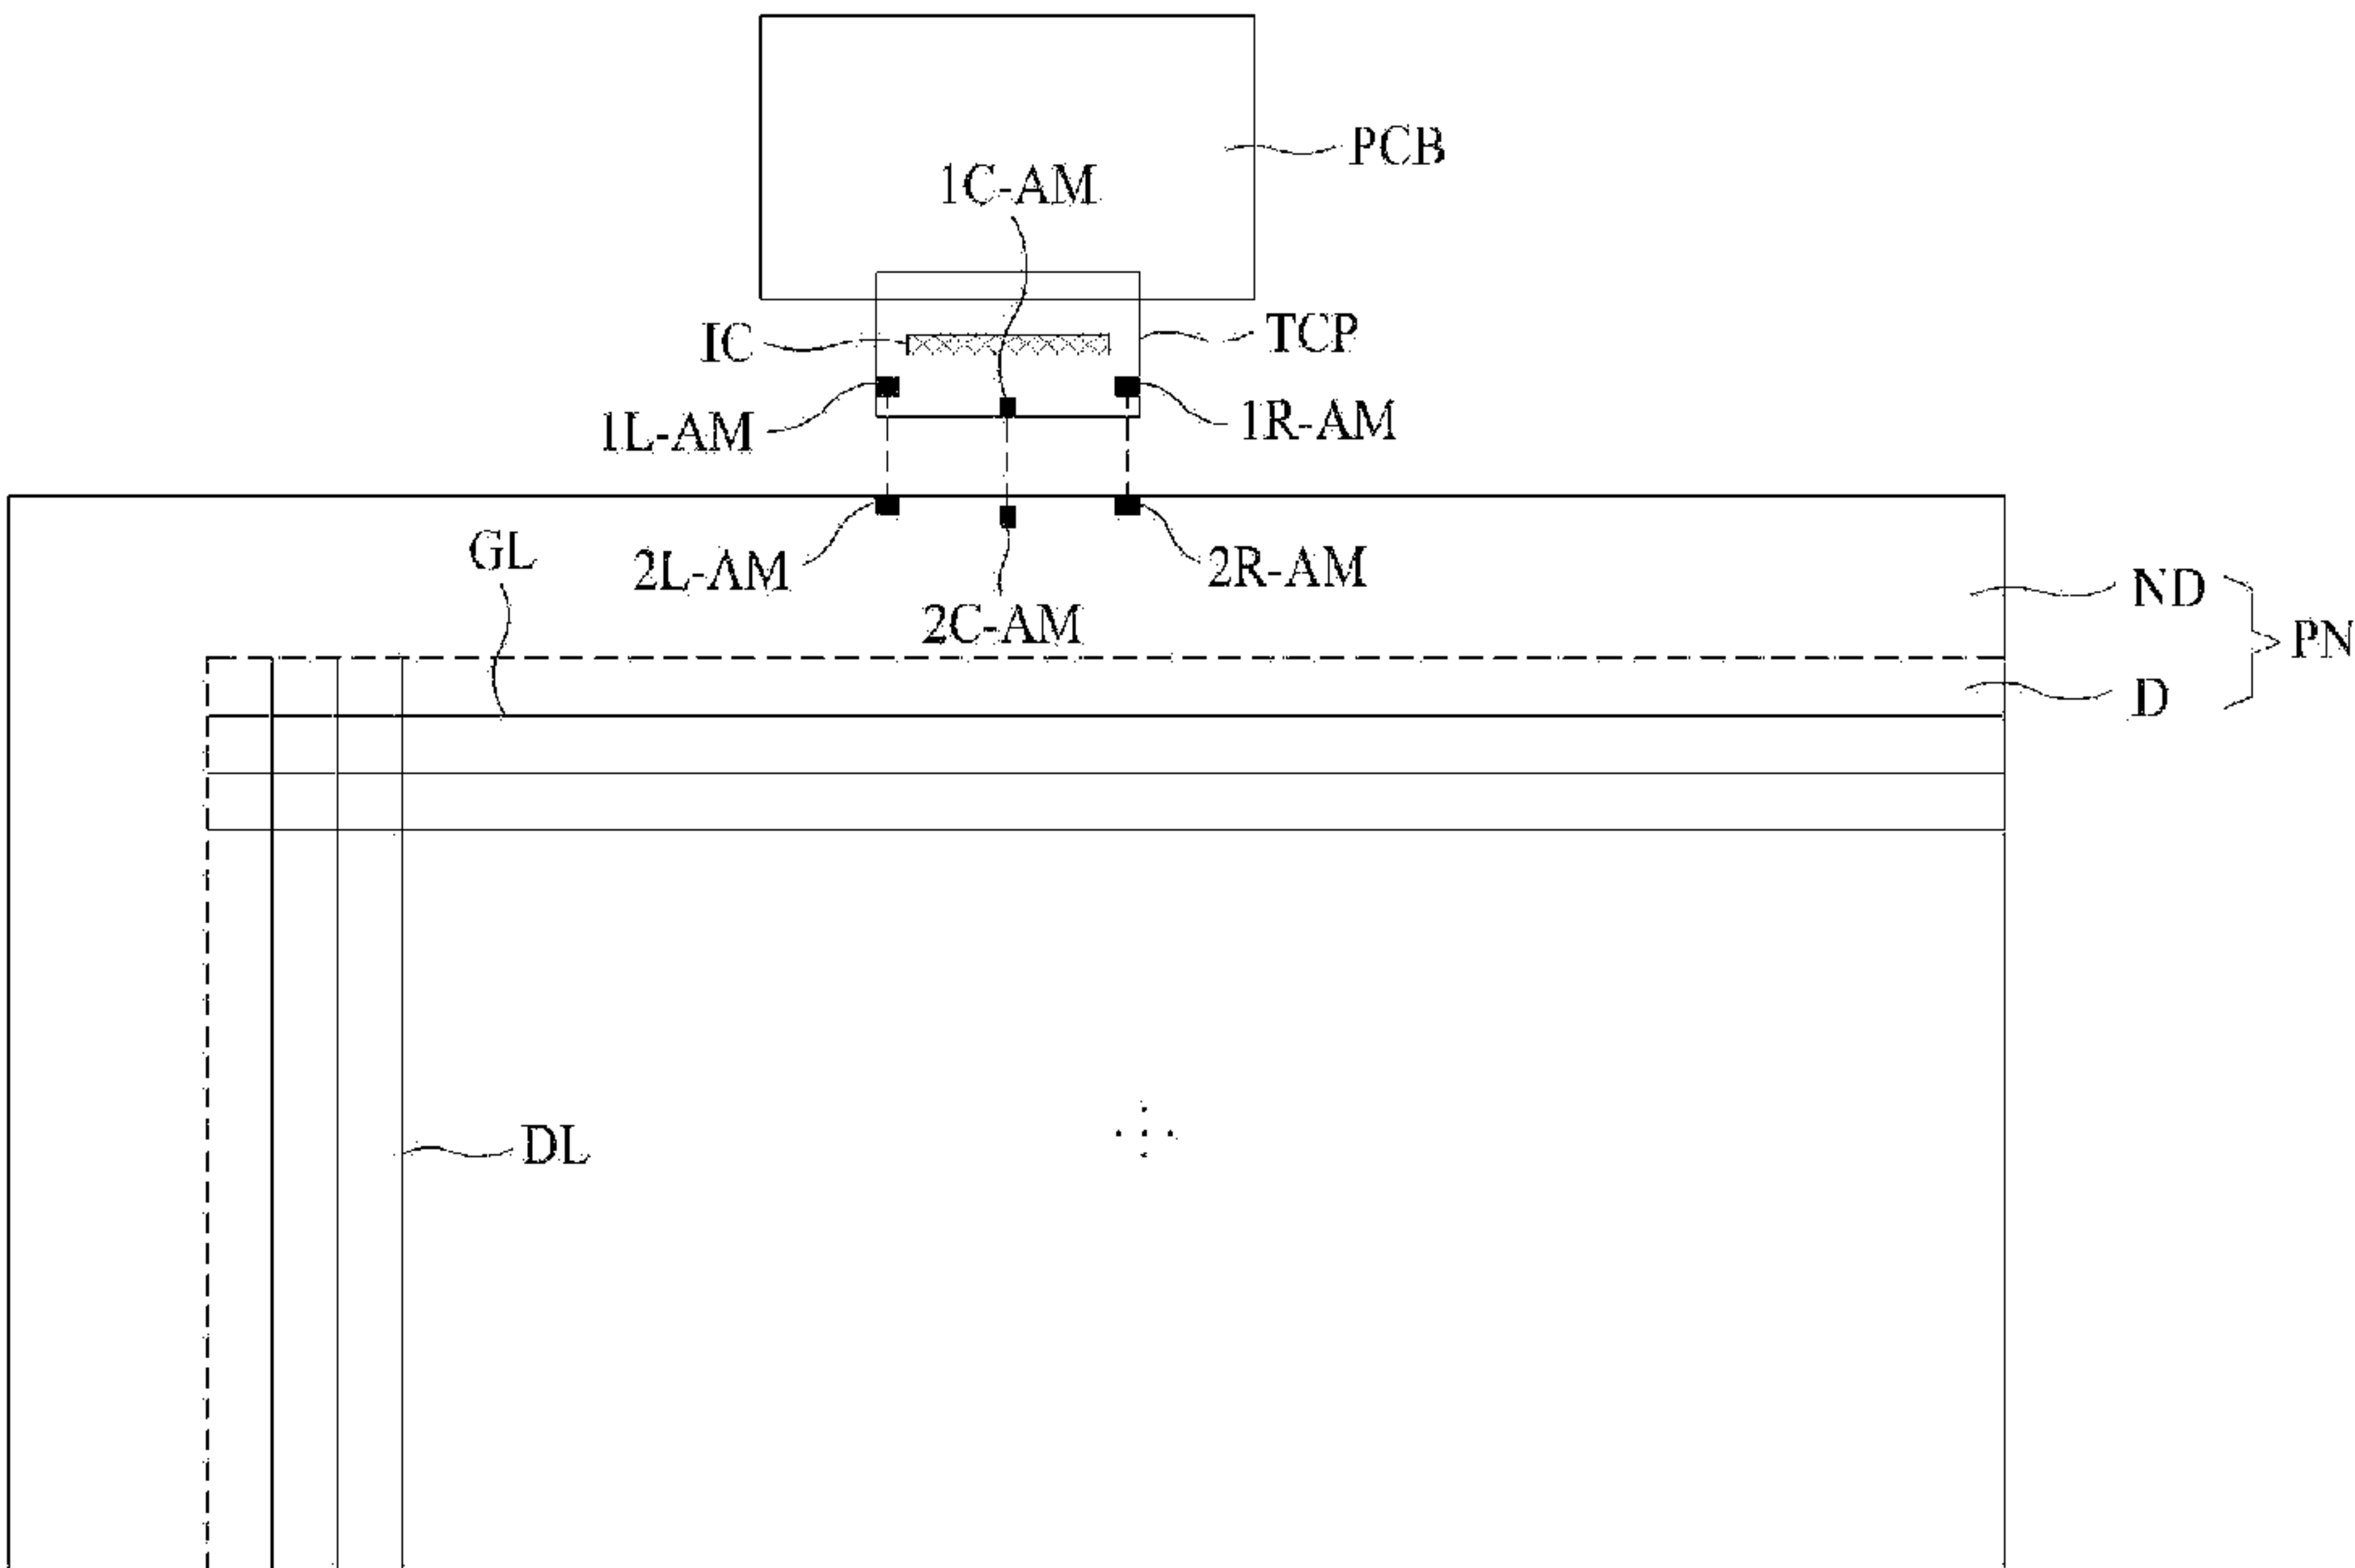 PCB
1C-AM
IC
TCP
1L-AM
1R-AM
GL
2L-AM
2R-AM
2C-AM
ND
PN
D
DL